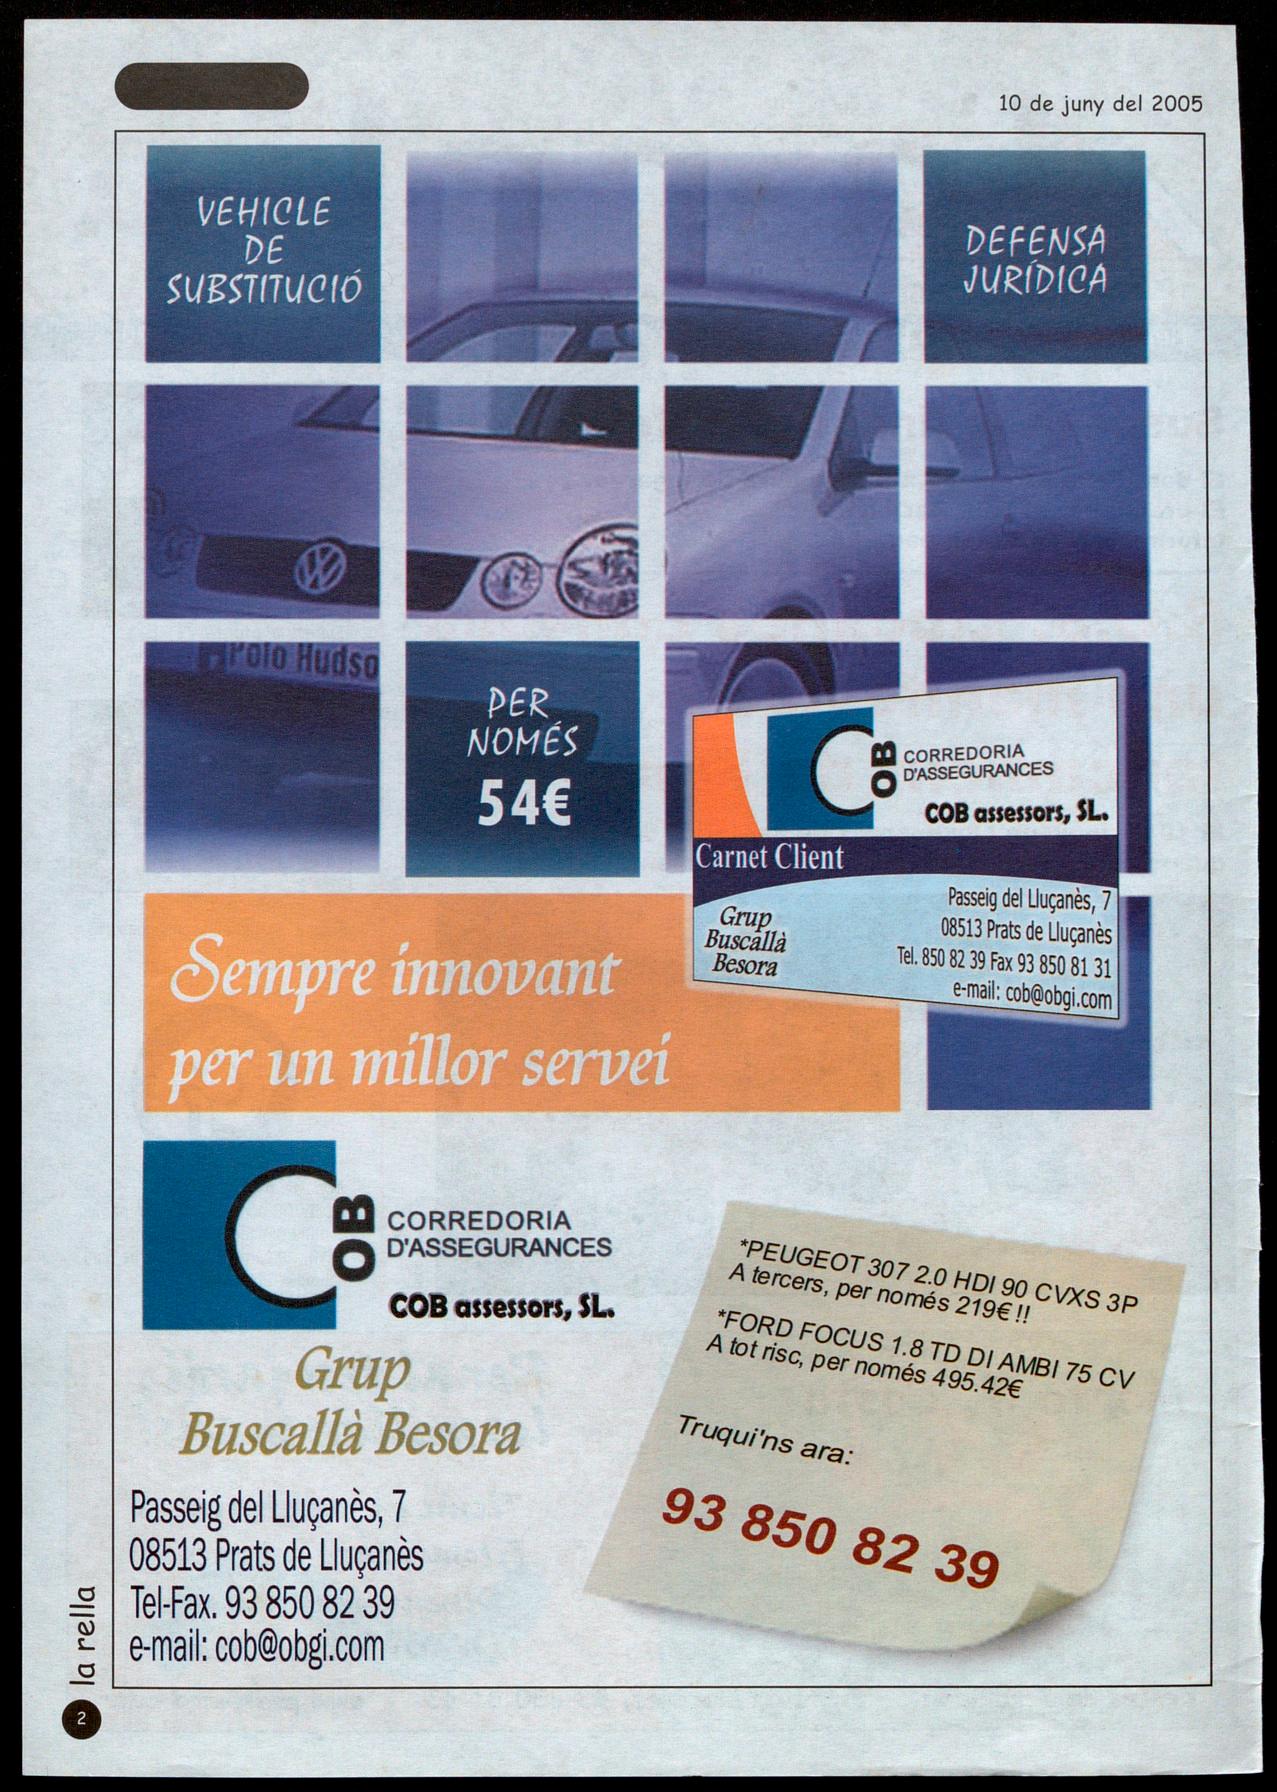 10 de juny del 2005
VEHICLE
DE
SUBSTITUCIÓ
DEFENSA
JURÍDICA
Polo Hudso
PER
NOMÉS
54€
C
OB
CORREDORIA
D'ASSEGURANCES
COB assessors, SL.
Carnet Client
Grup
Buscallà
Besora
Passeig del Lluçanès, 7
08513 Prats de Lluçanès
Tel. 850 82 39 Fax 93 850 81 31
e-mail: cob@obgi.com
Sempre innovant
per un millor servei
C
OB
CORREDORIA
D'ASSEGURANCES
COB assessors, SL.
Grup
Buscallà Besora
Passeig del Lluçanès, 7
08513 Prats de Lluçanès
Tel-Fax. 93 850 82 39
e-mail: cob@obgi.com
*PEUGEOT 307 2.0 HDI 90 CVXS 3P
A tercers, per només 219€ !!
*FORD FOCUS 1.8 TD DI AMBI 75 CV
A tot risc, per només 495.42€
Truqui'ns ara:
93 850 82 39
la rella
2